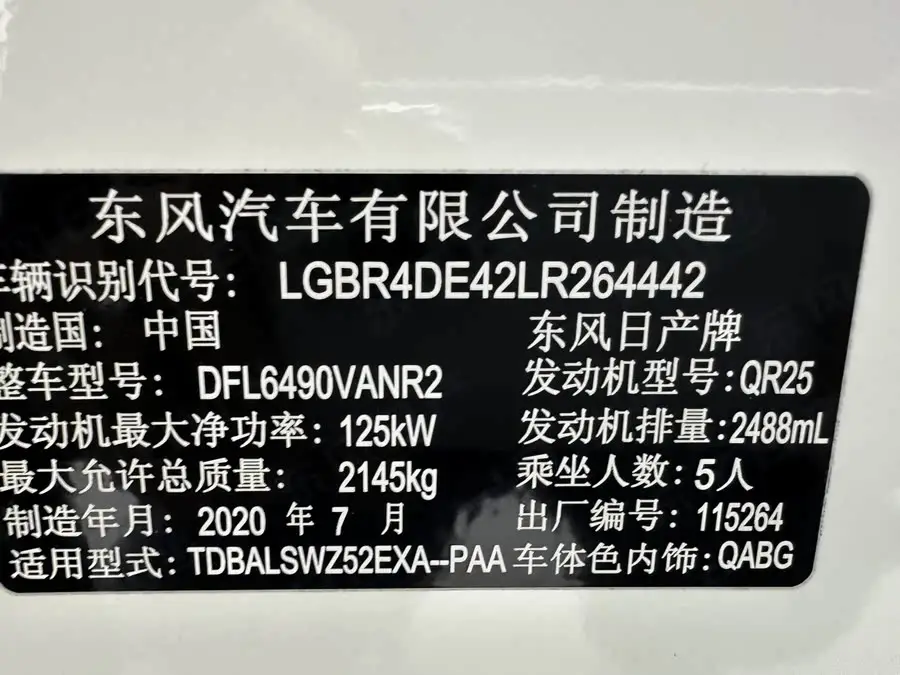 东风汽车有限公司制造
车辆识别代号: LGBR4DE42LR264442
制造国: 中国 东风日产牌
整车型号: DFL6490VANR2 发动机型号:QR25
发动机最大净功率: 125kW 发动机排量:2488mL
最大允许总质量: 2145kg 乘坐人数: 5人
制造年月: 2020 年 7 月 出厂编号: 115264
适用型式: TDBALSWZ52EXA--PAA 车体色内饰: QABG